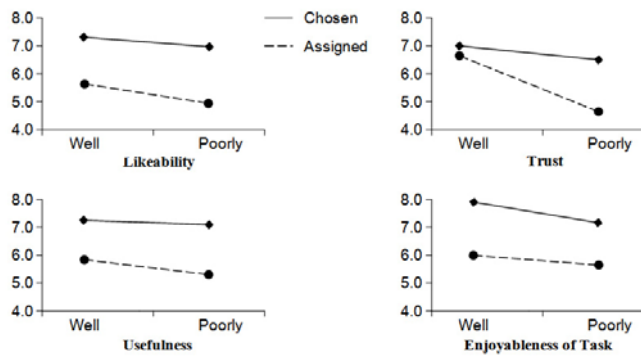 8.0
7.0
6.0
5.0
4.0
Well
Poorly
Likeability
Chosen
Assigned
8.0
7.0
6.0
5.0
4.0
Well
Poorly
Trust
8.0
7.0
6.0
5.0
4.0
Well
Poorly
Usefulness
8.0
7.0
6.0
5.0
4.0
Well
Poorly
Enjoyableness of Task